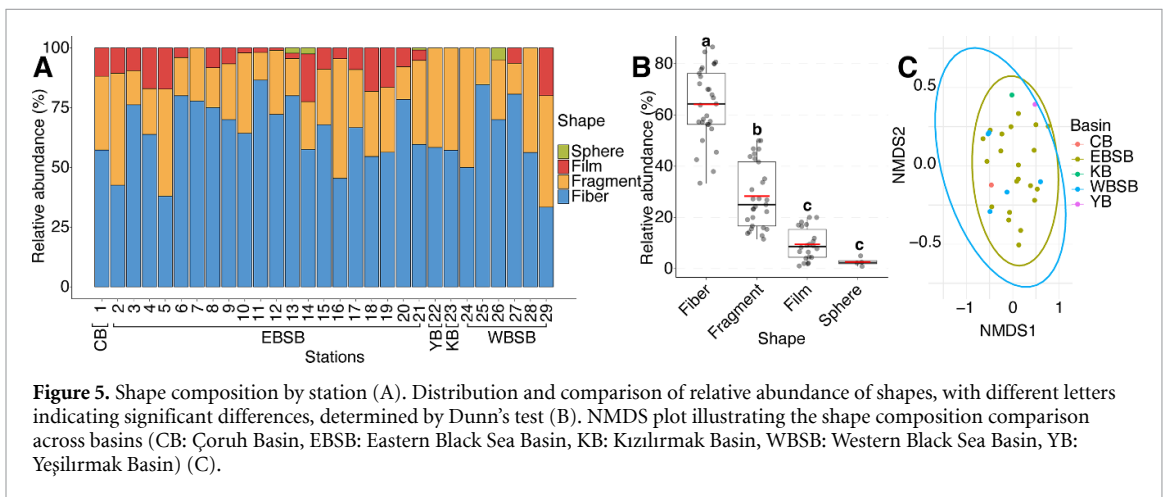 A
Relative abundance (%)
100
75
50
25
0
1 2 3 4 5 6 7 8 9 10 11 12 13 14 15 16 17 18 19 20 21 22 23 24 25 26 27 28 29
CB EBSB YB KB WBSB
Stations
Shape
Sphere
Film
Fragment
Fiber
B
Relative abundance (%)
80
60
40
20
0
a
b
c
c
Fiber Fragment Film Sphere
Shape
C
NMDS2
0.5
0.0
−0.5
−1 0 1
NMDS1
Basin
CB
EBSB
KB
WBSB
YB
Figure 5. Shape composition by station (A). Distribution and comparison of relative abundance of shapes, with different letters
indicating significant differences, determined by Dunn's test (B). NMDS plot illustrating the shape composition comparison
across basins (CB: Çoruh Basin, EBSB: Eastern Black Sea Basin, KB: Kızılırmak Basin, WBSB: Western Black Sea Basin, YB:
Yeşilırmak Basin) (C).